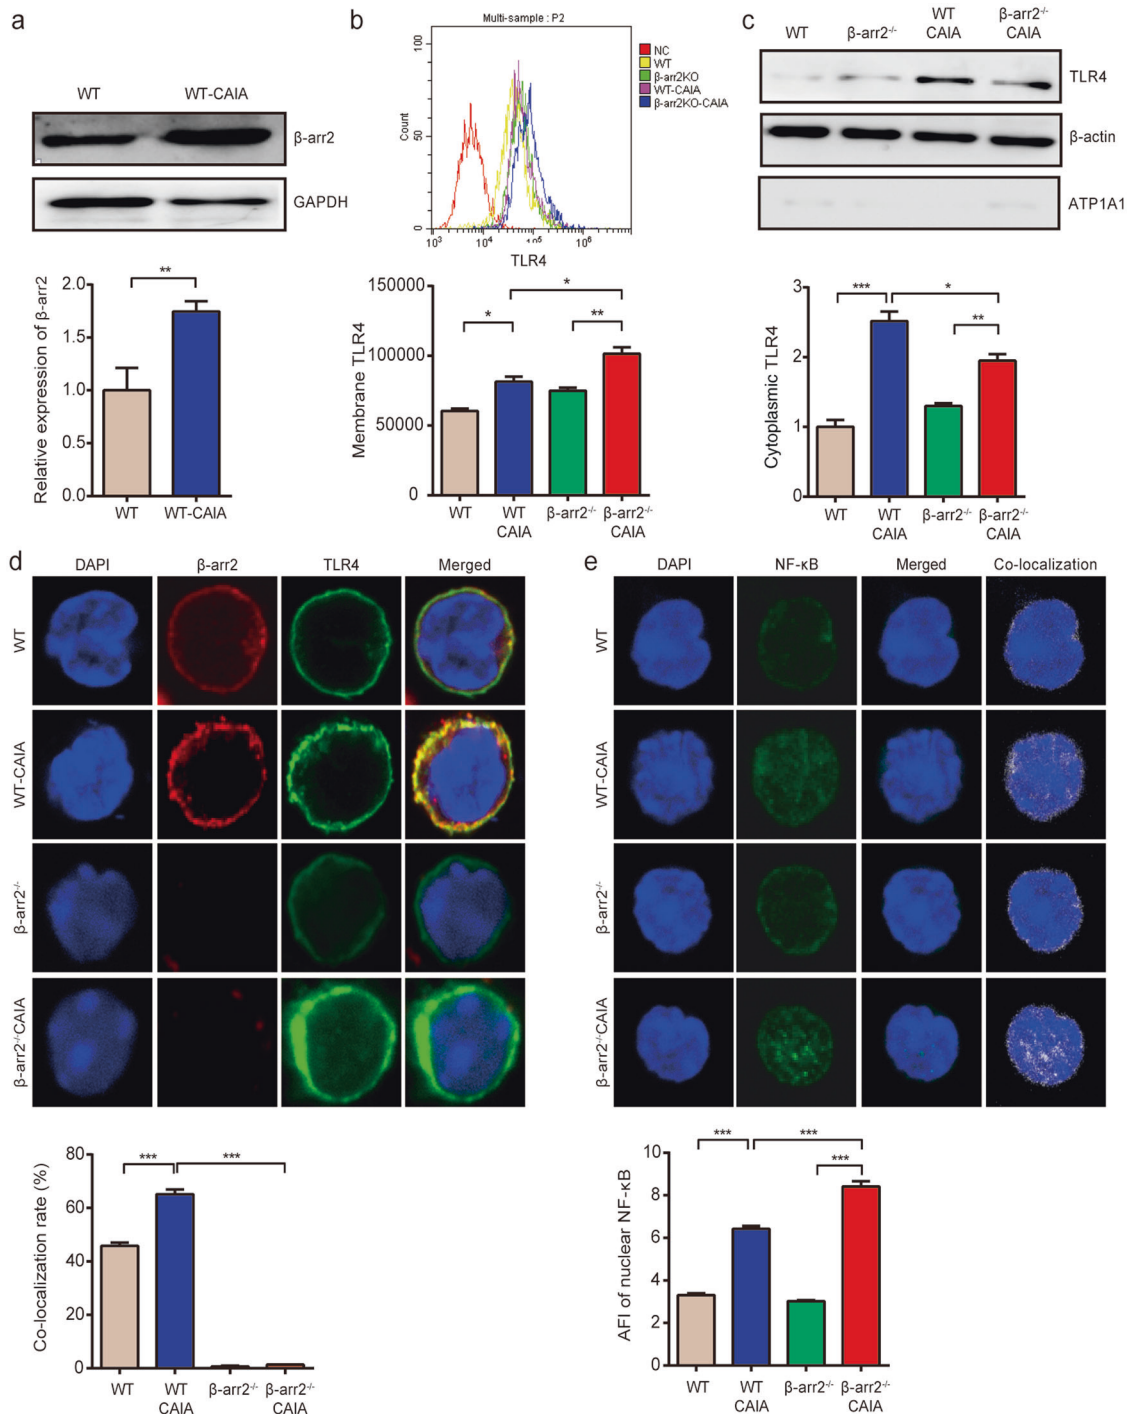 a
WT WT-CAIA
β-arr2
GAPDH
**
Relative expression of β-arr2
2.0
1.5
1.0
0.5
0.0
WT WT-CAIA
b
Multi-sample : P2
Count
100
50
0
10³ 10⁴ 10⁵ 10⁶
TLR4
NC
WT
β-arr2KO
WT-CAIA
β-arr2KO-CAIA
Membrane TLR4
150000
100000
50000
0
* * **
WT WT CAIA β-arr2⁻/⁻ β-arr2⁻/⁻ CAIA
c
WT β-arr2⁻/⁻ WT CAIA β-arr2⁻/⁻ CAIA
TLR4
β-actin
ATP1A1
Cytoplasmic TLR4
3
2
1
0
*** * **
WT WT CAIA β-arr2⁻/⁻ β-arr2⁻/⁻ CAIA
d
DAPI β-arr2 TLR4 Merged
WT
WT-CAIA
β-arr2⁻/⁻
β-arr2⁻/⁻CAIA
Co-localization rate (%)
80
60
40
20
0
*** ***
WT WT CAIA β-arr2⁻/⁻ β-arr2⁻/⁻ CAIA
e
DAPI NF-κB Merged Co-localization
WT
WT-CAIA
β-arr2⁻/⁻
β-arr2⁻/⁻CAIA
AFI of nuclear NF-κB
10
8
6
4
2
0
*** *** ***
WT WT CAIA β-arr2⁻/⁻ β-arr2⁻/⁻ CAIA